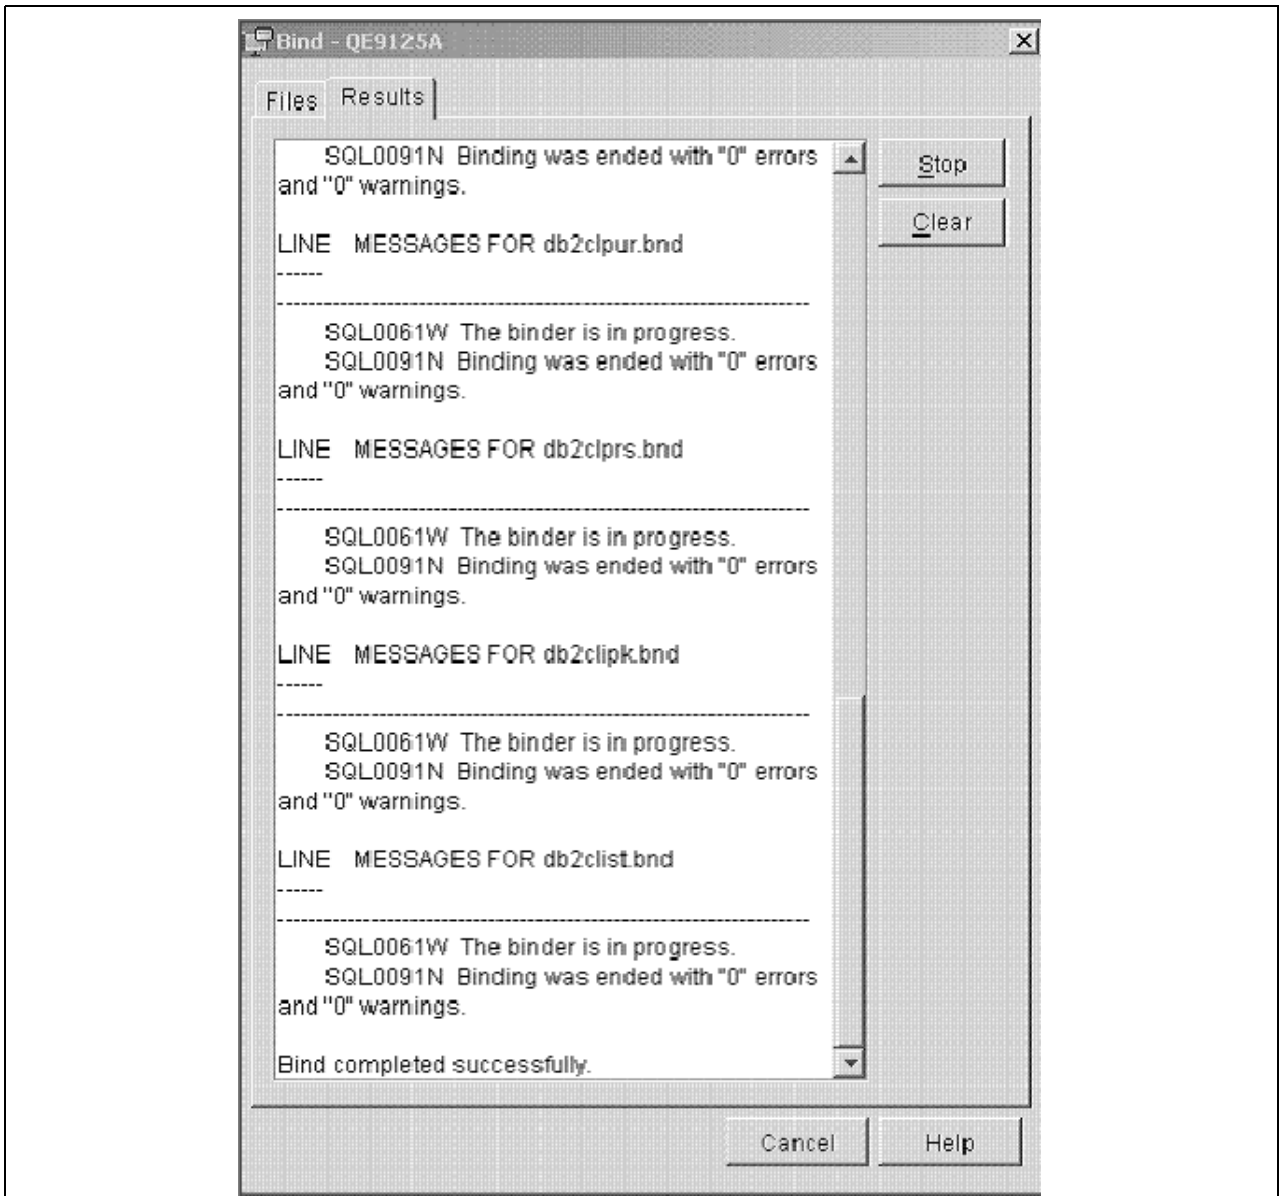 Bind - QE9125A
Files Results
SQL0091N Binding was ended with "0" errors
and "0" warnings.
LINE MESSAGES FOR db2clpur.bnd
------
--------------------------------------------------------------------
SQL0061W The binder is in progress.
SQL0091N Binding was ended with "0" errors
and "0" warnings.
LINE MESSAGES FOR db2clprs.bnd
------
--------------------------------------------------------------------
SQL0061W The binder is in progress.
SQL0091N Binding was ended with "0" errors
and "0" warnings.
LINE MESSAGES FOR db2clipk.bnd
------
--------------------------------------------------------------------
SQL0061W The binder is in progress.
SQL0091N Binding was ended with "0" errors
and "0" warnings.
LINE MESSAGES FOR db2clist.bnd
------
--------------------------------------------------------------------
SQL0061W The binder is in progress.
SQL0091N Binding was ended with "0" errors
and "0" warnings.
Bind completed successfully.
Stop
Clear
Cancel Help